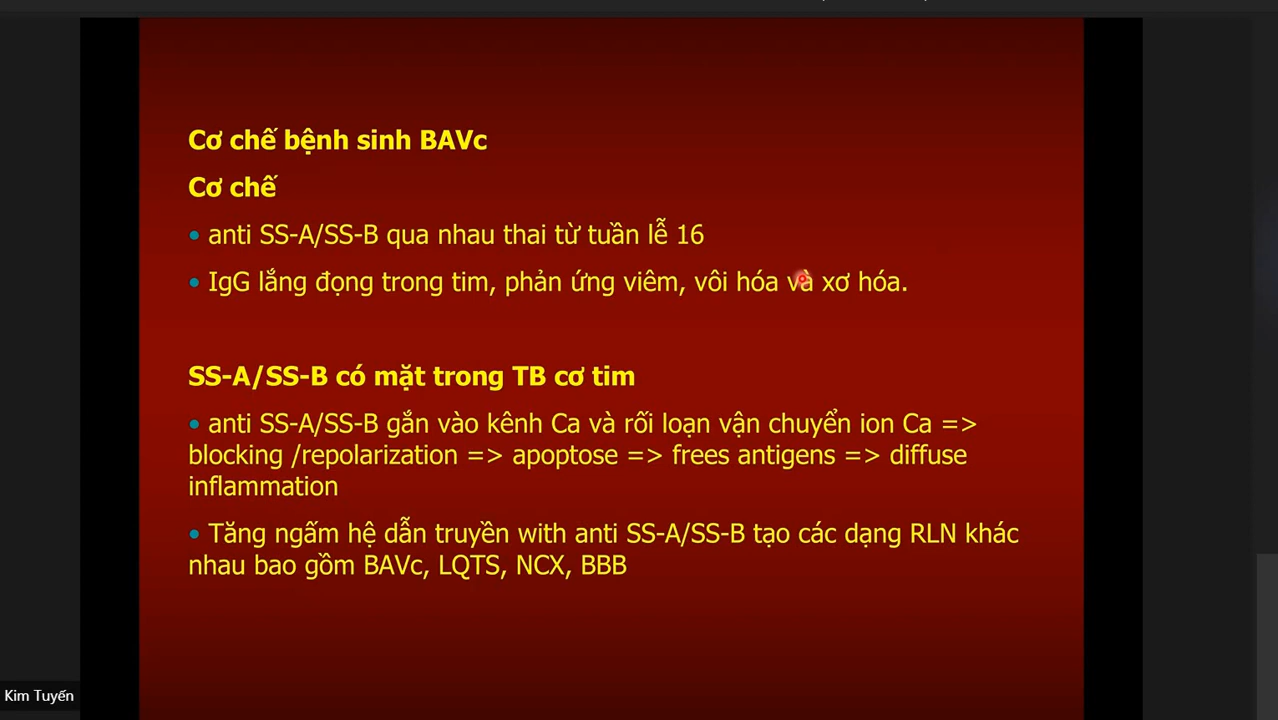 Cơ chế bệnh sinh BAVc
Cơ chế
• anti SS-A/SS-B qua nhau thai từ tuần lễ 16
• IgG lắng đọng trong tim, phản ứng viêm, vôi hóa và xơ hóa.
SS-A/SS-B có mặt trong TB cơ tim
• anti SS-A/SS-B gắn vào kênh Ca và rối loạn vận chuyển ion Ca =>
blocking /repolarization => apoptose => frees antigens => diffuse
inflammation
• Tăng ngấm hệ dẫn truyền with anti SS-A/SS-B tạo các dạng RLN khác
nhau bao gồm BAVc, LQTS, NCX, BBB
Kim Tuyến